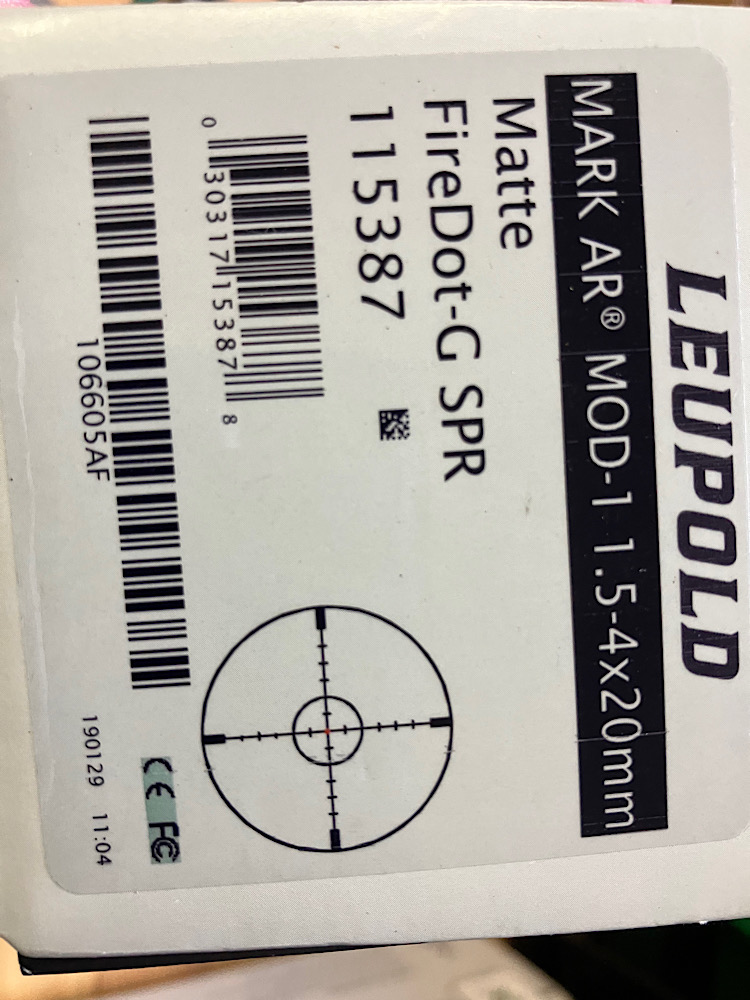 LEUPOLD
MARK AR® MOD-1 1.5-4x20mm
Matte
FireDot-G SPR
115387
0 30317 15387 8
106605AF
190129 11:04
CE FC